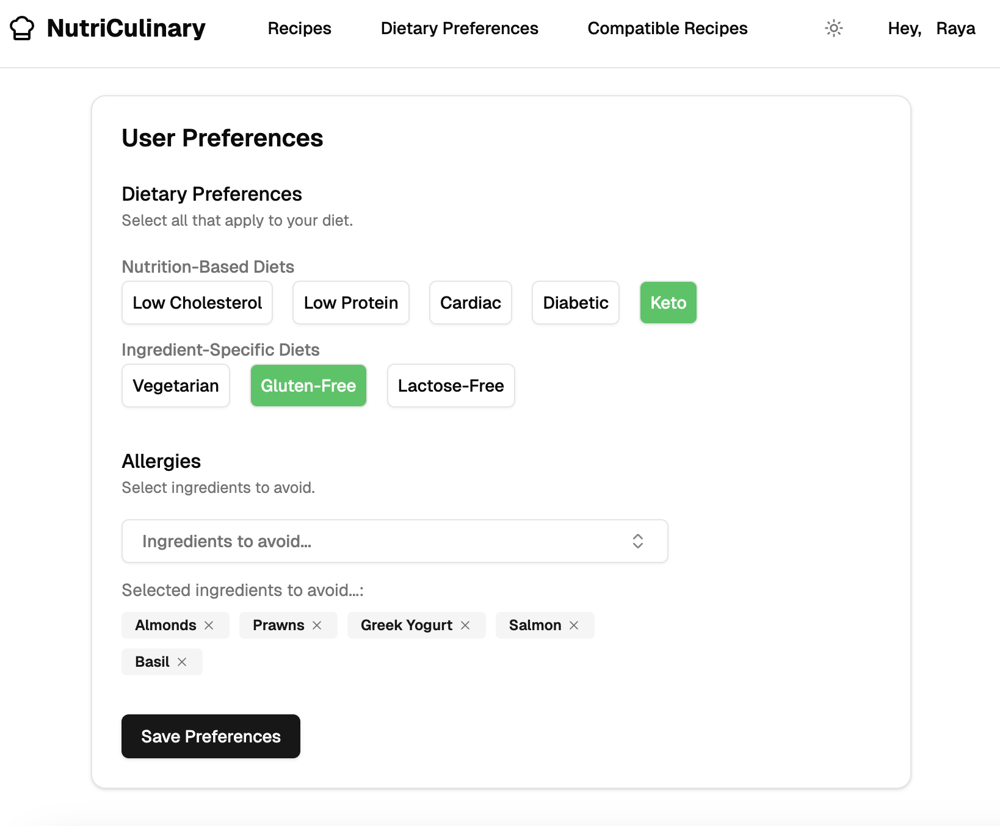 NutriCulinary Recipes Dietary Preferences Compatible Recipes Hey, Raya
User Preferences
Dietary Preferences
Select all that apply to your diet.
Nutrition-Based Diets
Low Cholesterol Low Protein Cardiac Diabetic Keto
Ingredient-Specific Diets
Vegetarian Gluten-Free Lactose-Free
Allergies
Select ingredients to avoid.
Ingredients to avoid...
Selected ingredients to avoid...:
Almonds Prawns Greek Yogurt Salmon
Basil
Save Preferences